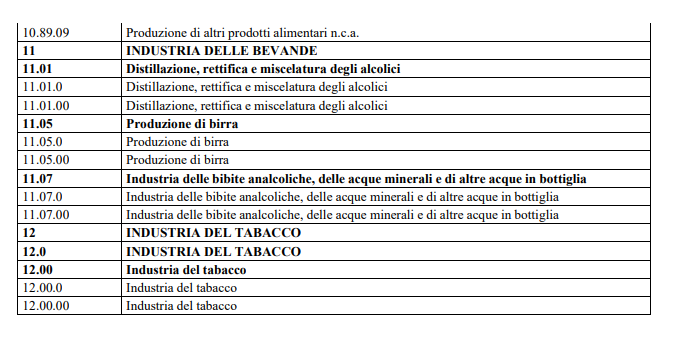 10.89.09 Produzione di altri prodotti alimentari n.c.a.
11 INDUSTRIA DELLE BEVANDE
11.01 Distillazione, rettifica e miscelatura degli alcolici
11.01.0 Distillazione, rettifica e miscelatura degli alcolici
11.01.00 Distillazione, rettifica e miscelatura degli alcolici
11.05 Produzione di birra
11.05.0 Produzione di birra
11.05.00 Produzione di birra
11.07 Industria delle bibite analcoliche, delle acque minerali e di altre acque in bottiglia
11.07.0 Industria delle bibite analcoliche, delle acque minerali e di altre acque in bottiglia
11.07.00 Industria delle bibite analcoliche, delle acque minerali e di altre acque in bottiglia
12 INDUSTRIA DEL TABACCO
12.0 INDUSTRIA DEL TABACCO
12.00 Industria del tabacco
12.00.0 Industria del tabacco
12.00.00 Industria del tabacco